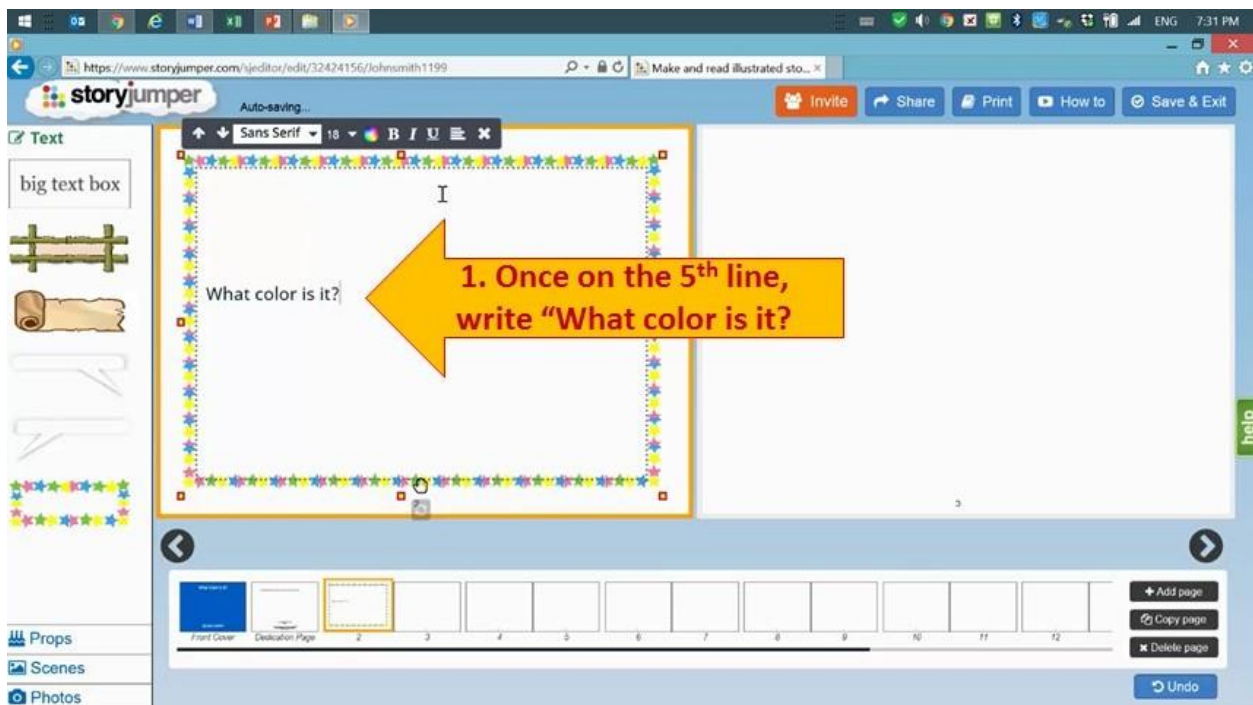 ENG 7:31 PM
https://www.storyjumper.com/sjeditor/edit/32424156/Johnsmith1199
Make and read illustrated sto...
storyjumper
Auto-saving...
Invite
Share
Print
How to
Save & Exit
Text
Sans Serif
18
B I U
big text box
What color is it?
1. Once on the 5th line,
write “What color is it?
help
3
Front Cover
Dedication Page
2
3
4
5
6
7
8
9
10
11
12
+ Add page
Copy page
Delete page
Props
Scenes
Photos
Undo